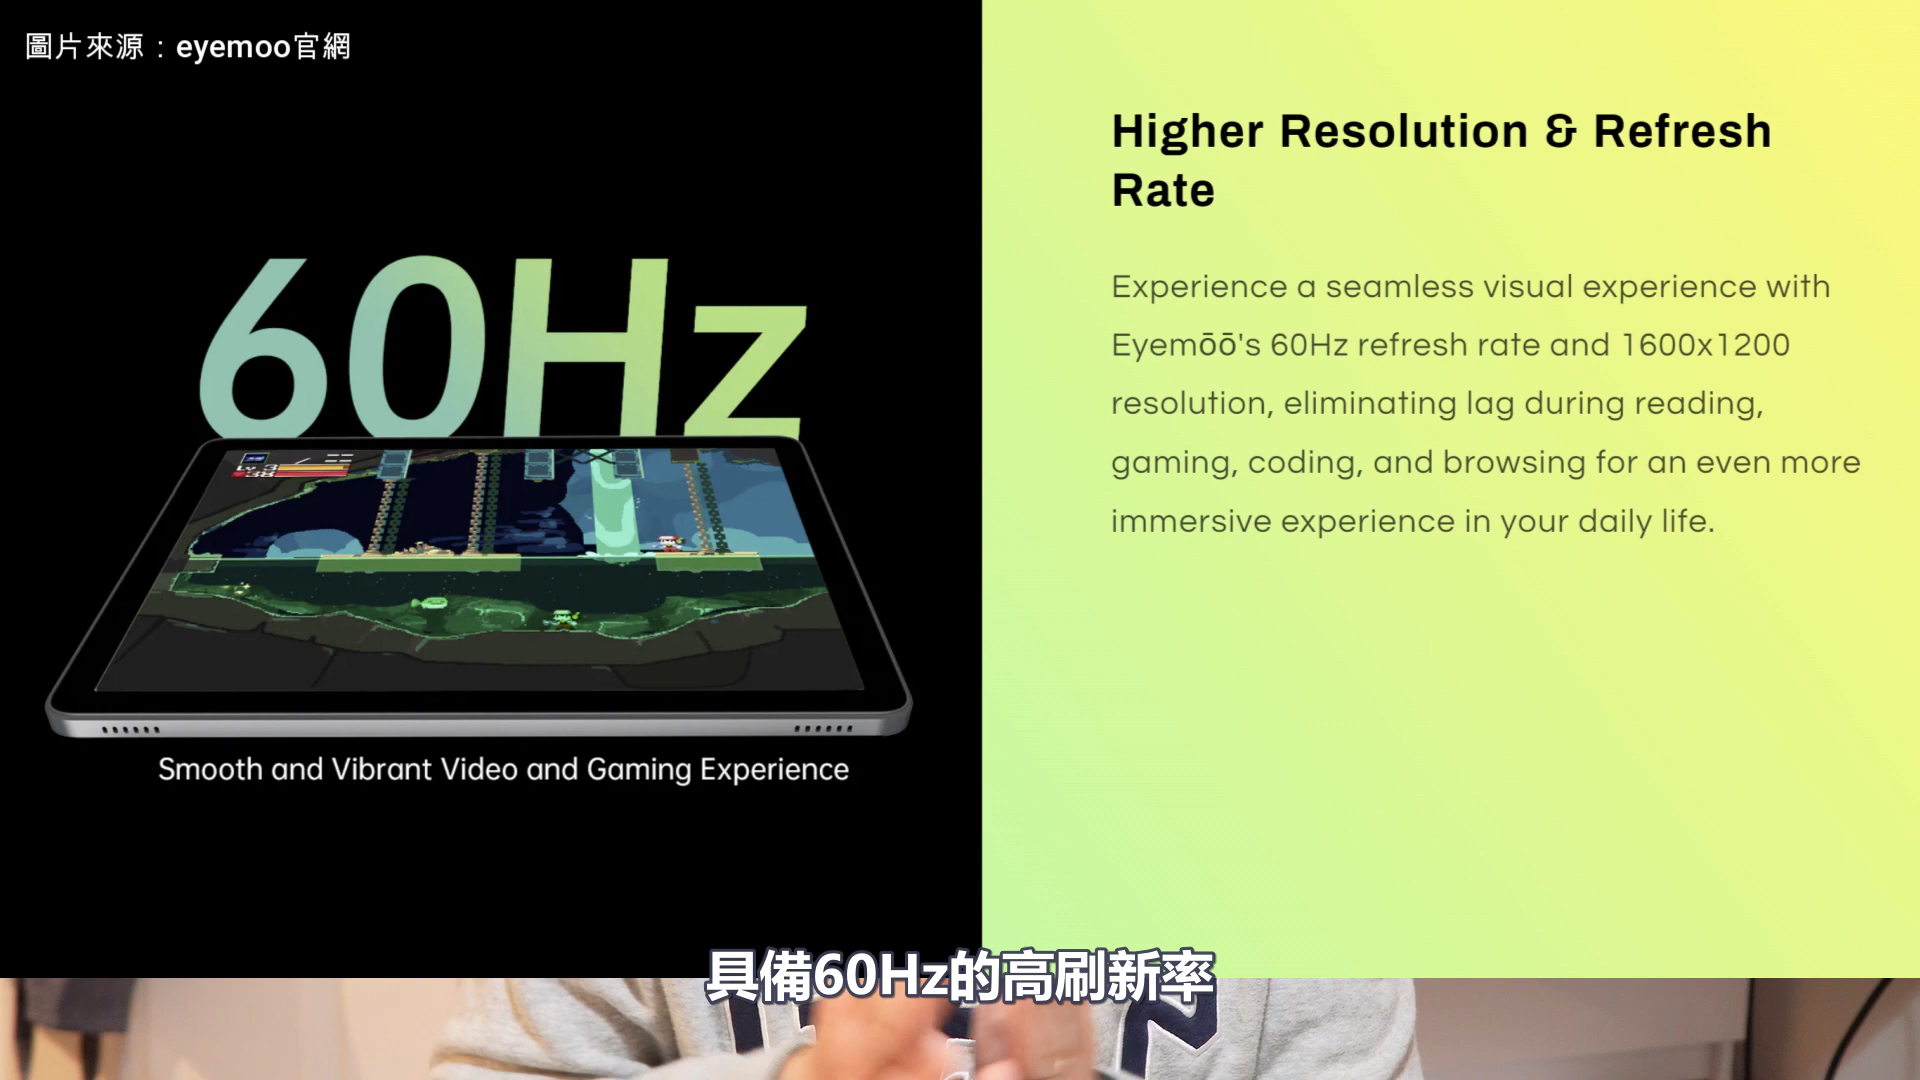 圖片來源：eyemoo官網
Higher Resolution & Refresh
Rate
Experience a seamless visual experience with
Eyemōō's 60Hz refresh rate and 1600x1200
resolution, eliminating lag during reading,
gaming, coding, and browsing for an even more
immersive experience in your daily life.
60Hz
Lv 3
38
Smooth and Vibrant Video and Gaming Experience
具備60Hz的高刷新率